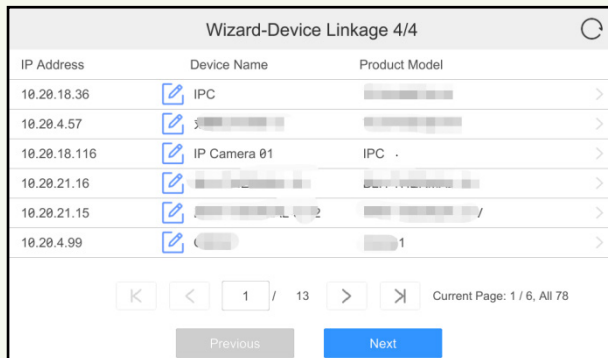 Wizard-Device Linkage 4/4
IP Address Device Name Product Model
10.20.18.36 IPC
10.20.4.57
10.20.18.116 IP Camera 01 IPC
10.20.21.16
10.20.21.15
10.20.4.99
1 / 13 Current Page: 1 / 6, All 78
Previous Next